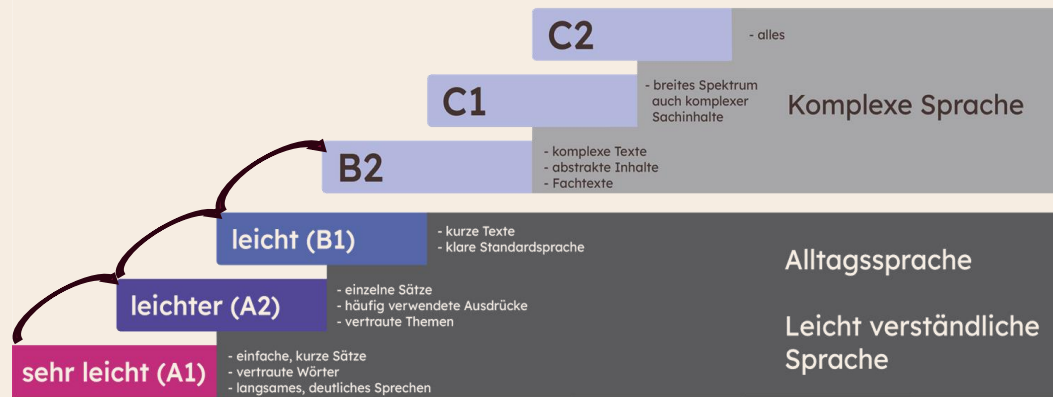 C2
- alles
C1
- breites Spektrum
auch komplexer
Sachinhalte
Komplexe Sprache
B2
- komplexe Texte
- abstrakte Inhalte
- Fachtexte
leicht (B1)
- kurze Texte
- klare Standardsprache
Alltagssprache
leichter (A2)
- einzelne Sätze
- häufig verwendete Ausdrücke
- vertraute Themen
Leicht verständliche
Sprache
sehr leicht (A1)
- einfache, kurze Sätze
- vertraute Wörter
- langsames, deutliches Sprechen